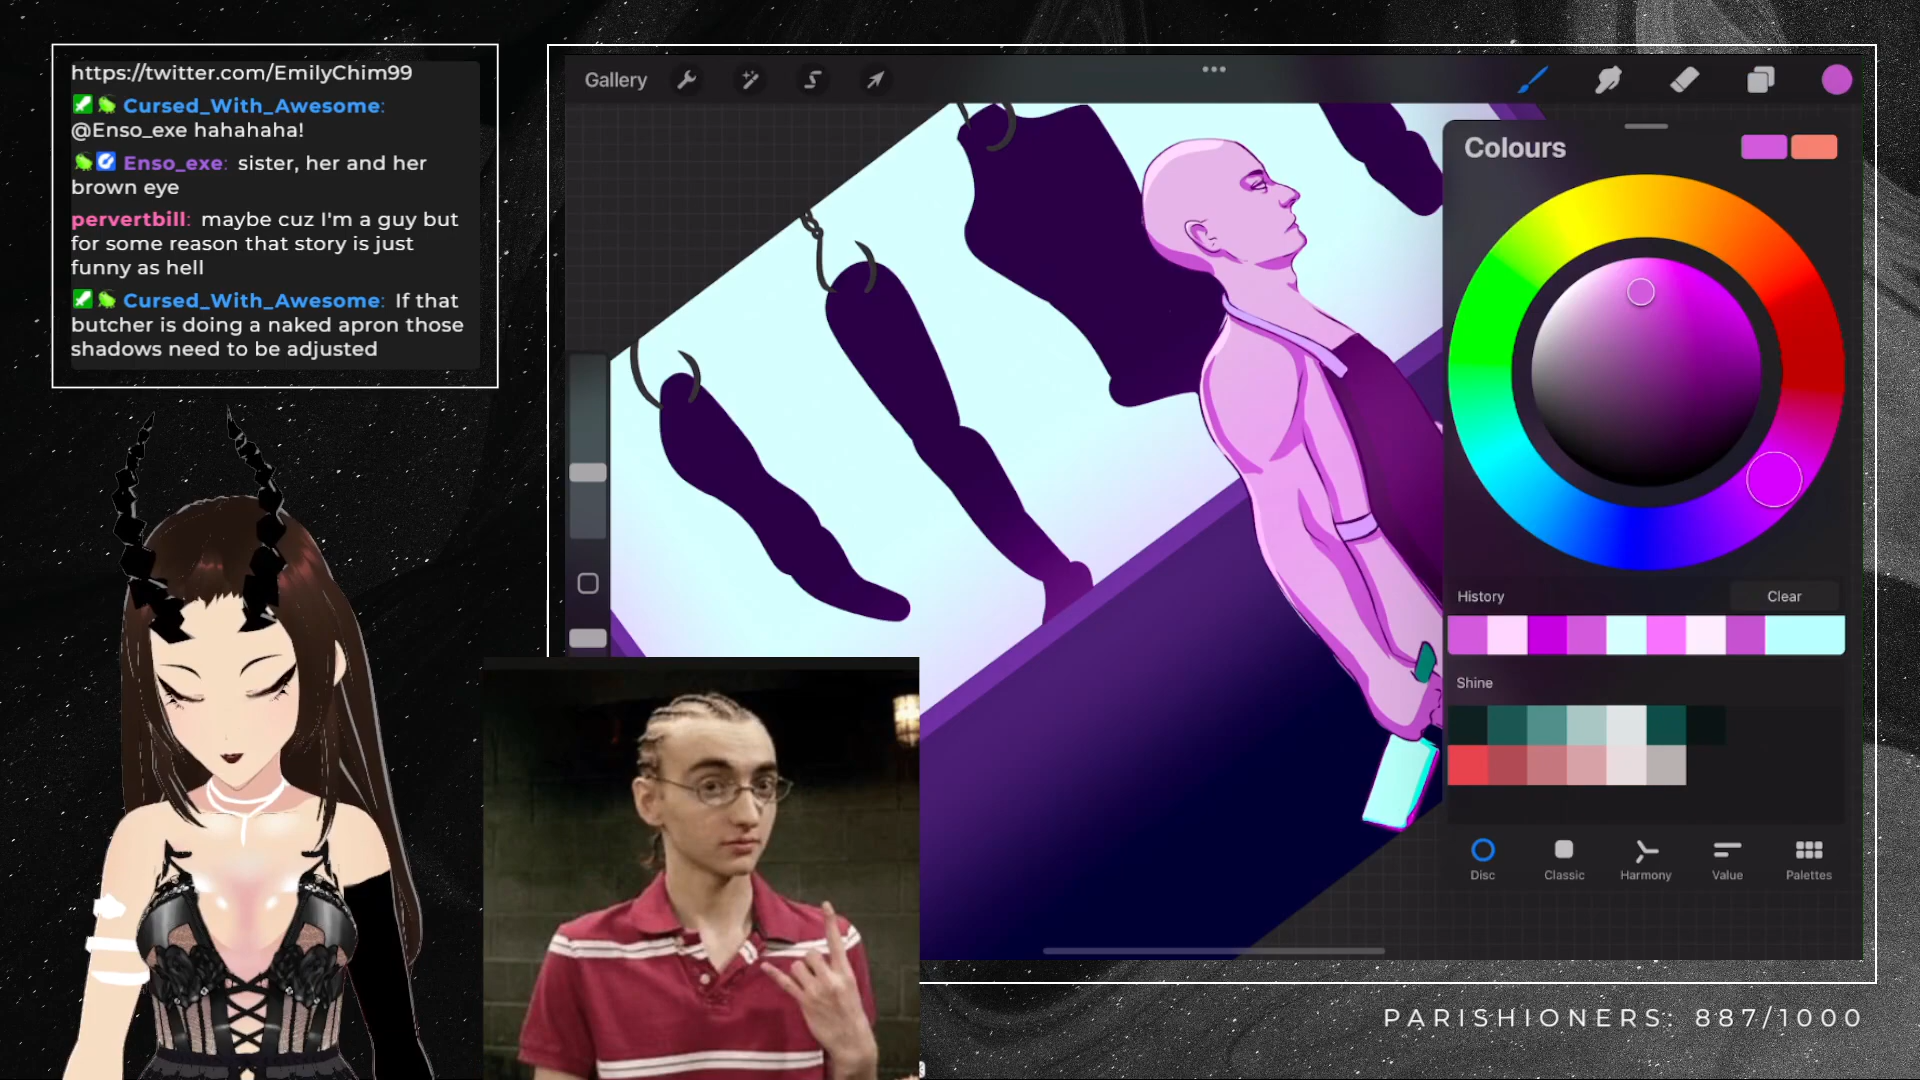 https://twitter.com/EmilyChim99
Cursed_With_Awesome:
@Enso_exe hahahaha!
Enso_exe: sister, her and her
brown eye
pervertbill: maybe cuz I'm a guy but
for some reason that story is just
funny as hell
Cursed_With_Awesome: If that
butcher is doing a naked apron those
shadows need to be adjusted
Gallery
Colours
History
Clear
Shine
Disc
Classic
Harmony
Value
Palettes
PARISHIONERS: 887/1000